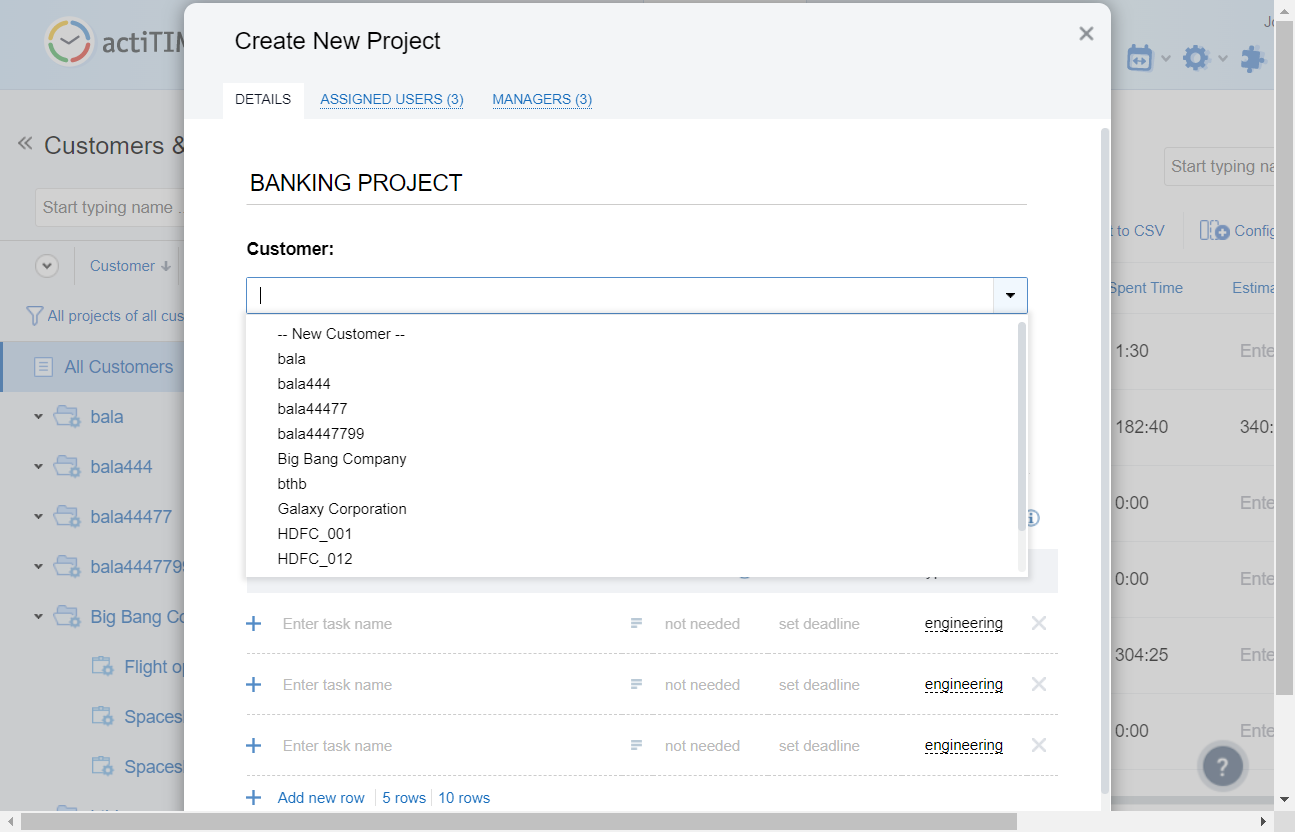 actiTIM
Jo
Create New Project
DETAILS
ASSIGNED USERS (3)
MANAGERS (3)
Customers &
Start typing name ..
Customer
All projects of all cus
All Customers
bala
bala444
bala44477
bala4447799
Big Bang Co
Flight op
Spaces
Spaces
BANKING PROJECT
Customer:
-- New Customer --
bala
bala444
bala44477
bala4447799
Big Bang Company
bthb
Galaxy Corporation
HDFC_001
HDFC_012
Enter task name not needed set deadline engineering
Enter task name not needed set deadline engineering
Enter task name not needed set deadline engineering
Add new row 5 rows 10 rows
Start typing na
t to CSV
Config
Spent Time
Estima
1:30 Ente
182:40 340:
0:00 Ente
0:00 Ente
304:25 Ente
0:00 Ente
?